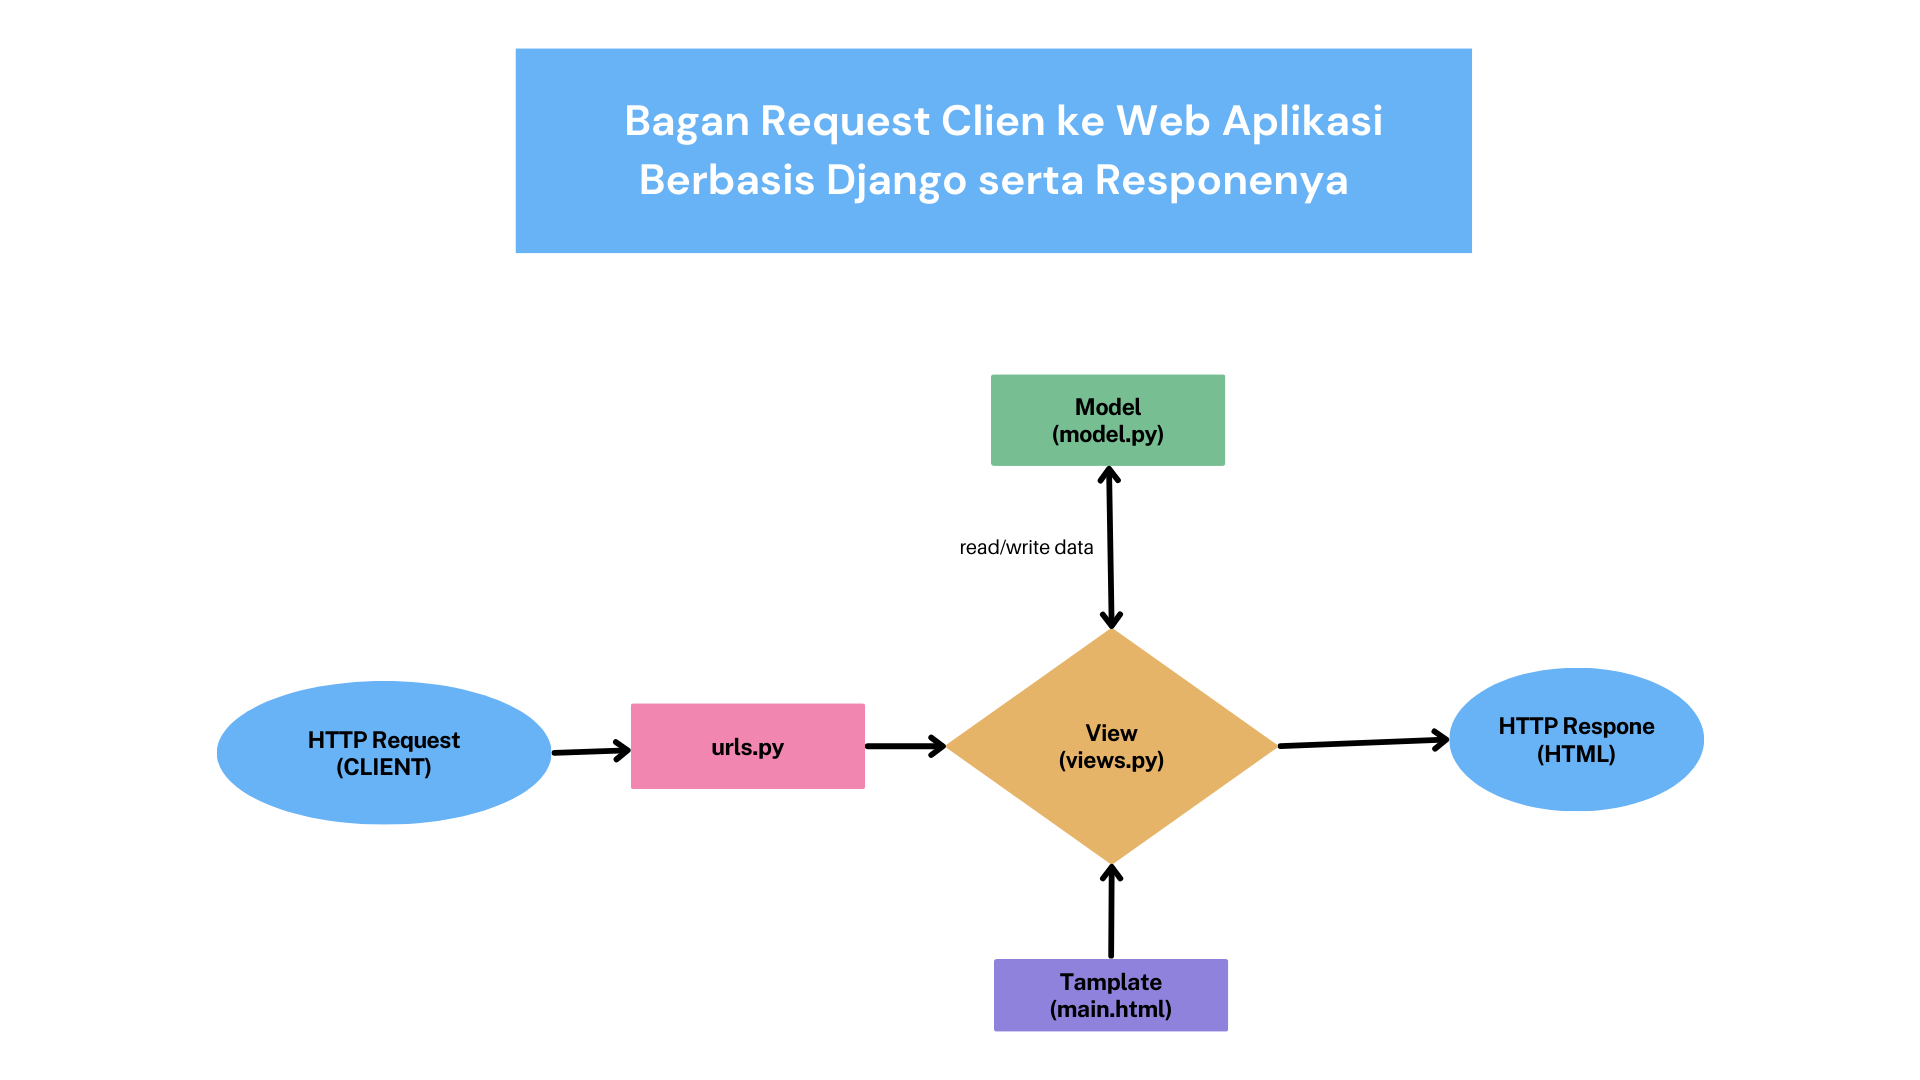 Bagan Request Clien ke Web Aplikasi
Berbasis Django serta Responenya
Model
(model.py)
read/write data
HTTP Request
(CLIENT)
urls.py
View
(views.py)
HTTP Respone
(HTML)
Tamplate
(main.html)